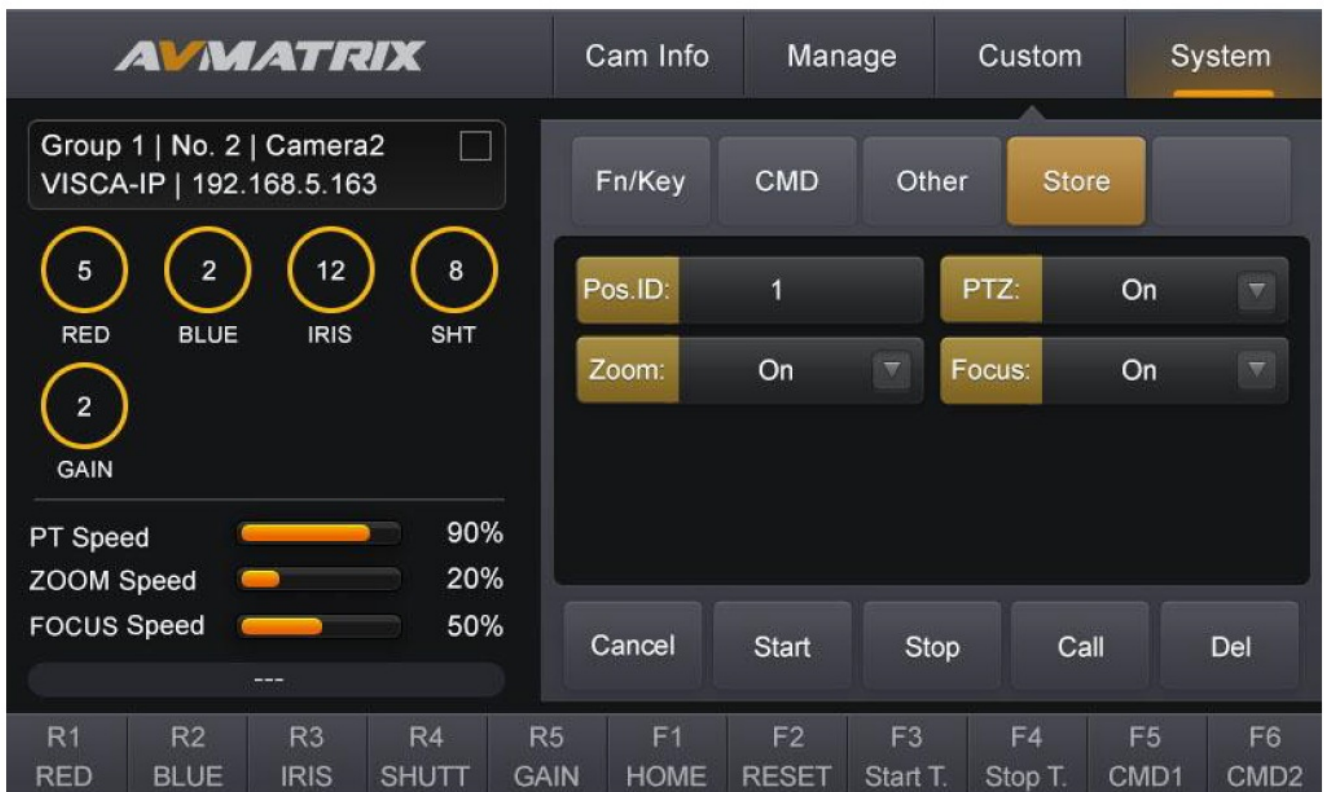 AVMATRIX
Cam Info
Manage
Custom
System
Group 1 | No. 2 | Camera2
VISCA-IP | 192.168.5.163
5
RED
2
BLUE
12
IRIS
8
SHT
2
GAIN
PT Speed 90%
ZOOM Speed 20%
FOCUS Speed 50%
---
Fn/Key
CMD
Other
Store
Pos.ID: 1
PTZ: On
Zoom: On
Focus: On
Cancel
Start
Stop
Call
Del
R1
RED
R2
BLUE
R3
IRIS
R4
SHUTT
R5
GAIN
F1
HOME
F2
RESET
F3
Start T.
F4
Stop T.
F5
CMD1
F6
CMD2